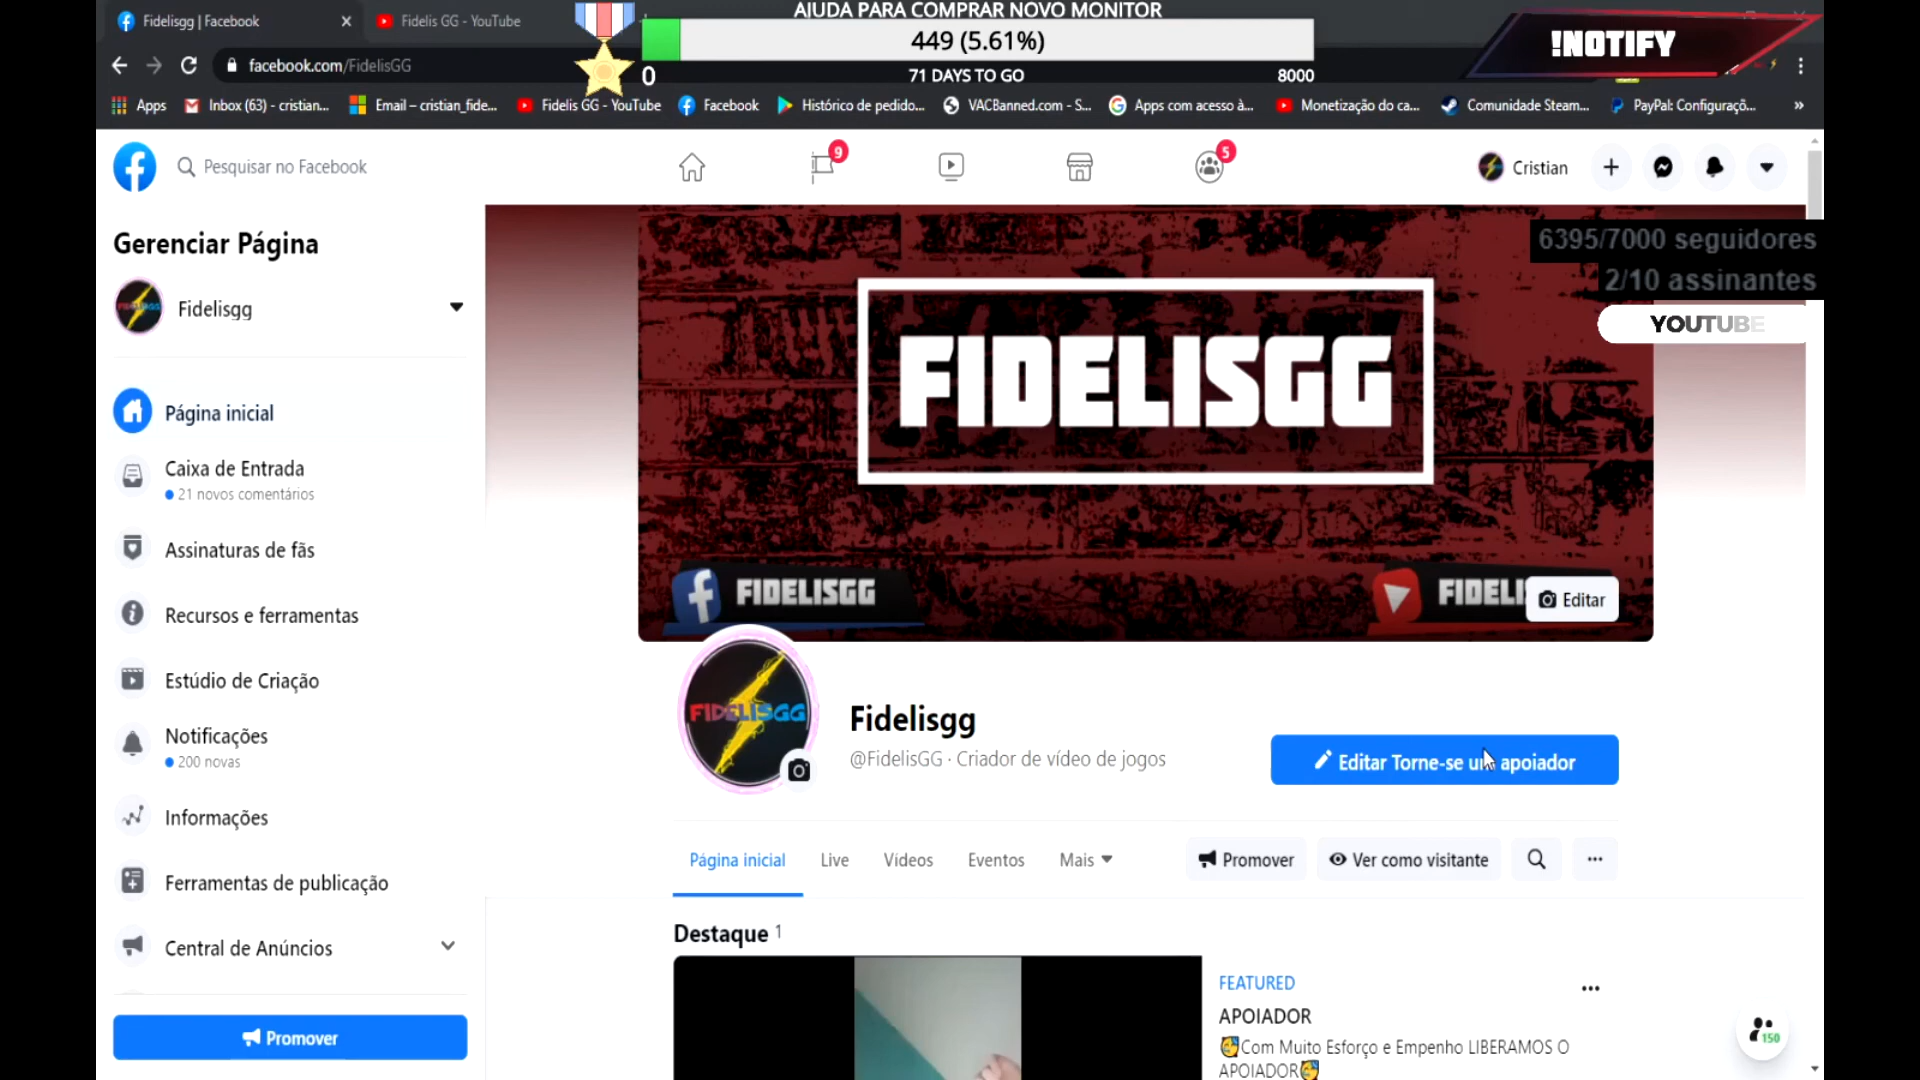 Fidelisgg | Facebook
Fidelis GG - YouTube
AJUDA PARA COMPRAR NOVO MONITOR
449 (5.61%)
0
71 DAYS TO GO
8000
!NOTIFY
facebook.com/FidelisGG
Apps
Inbox (63) - cristian...
Email – cristian_fide...
Fidelis GG - YouTube
Facebook
Histórico de pedido...
VACBanned.com - S...
Apps com acesso à...
Monetização do ca...
Comunidade Steam...
PayPal: Configuraçõ...
»
Pesquisar no Facebook
9
5
Cristian
6395/7000 seguidores
2/10 assinantes
YOUTUBE
Gerenciar Página
Fidelisgg
Página inicial
Caixa de Entrada
21 novos comentários
Assinaturas de fãs
Recursos e ferramentas
Estúdio de Criação
Notificações
200 novas
Informações
Ferramentas de publicação
Central de Anúncios
Promover
FIDELISGG
FIDELISGG
FIDELI
Editar
FIDELISGG
Fidelisgg
@FidelisGG · Criador de vídeo de jogos
Editar Torne-se um apoiador
Página inicial
Live
Vídeos
Eventos
Mais
Promover
Ver como visitante
Destaque 1
FEATURED
APOIADOR
🥳Com Muito Esforço e Empenho LIBERAMOS O
APOIADOR🥳
150